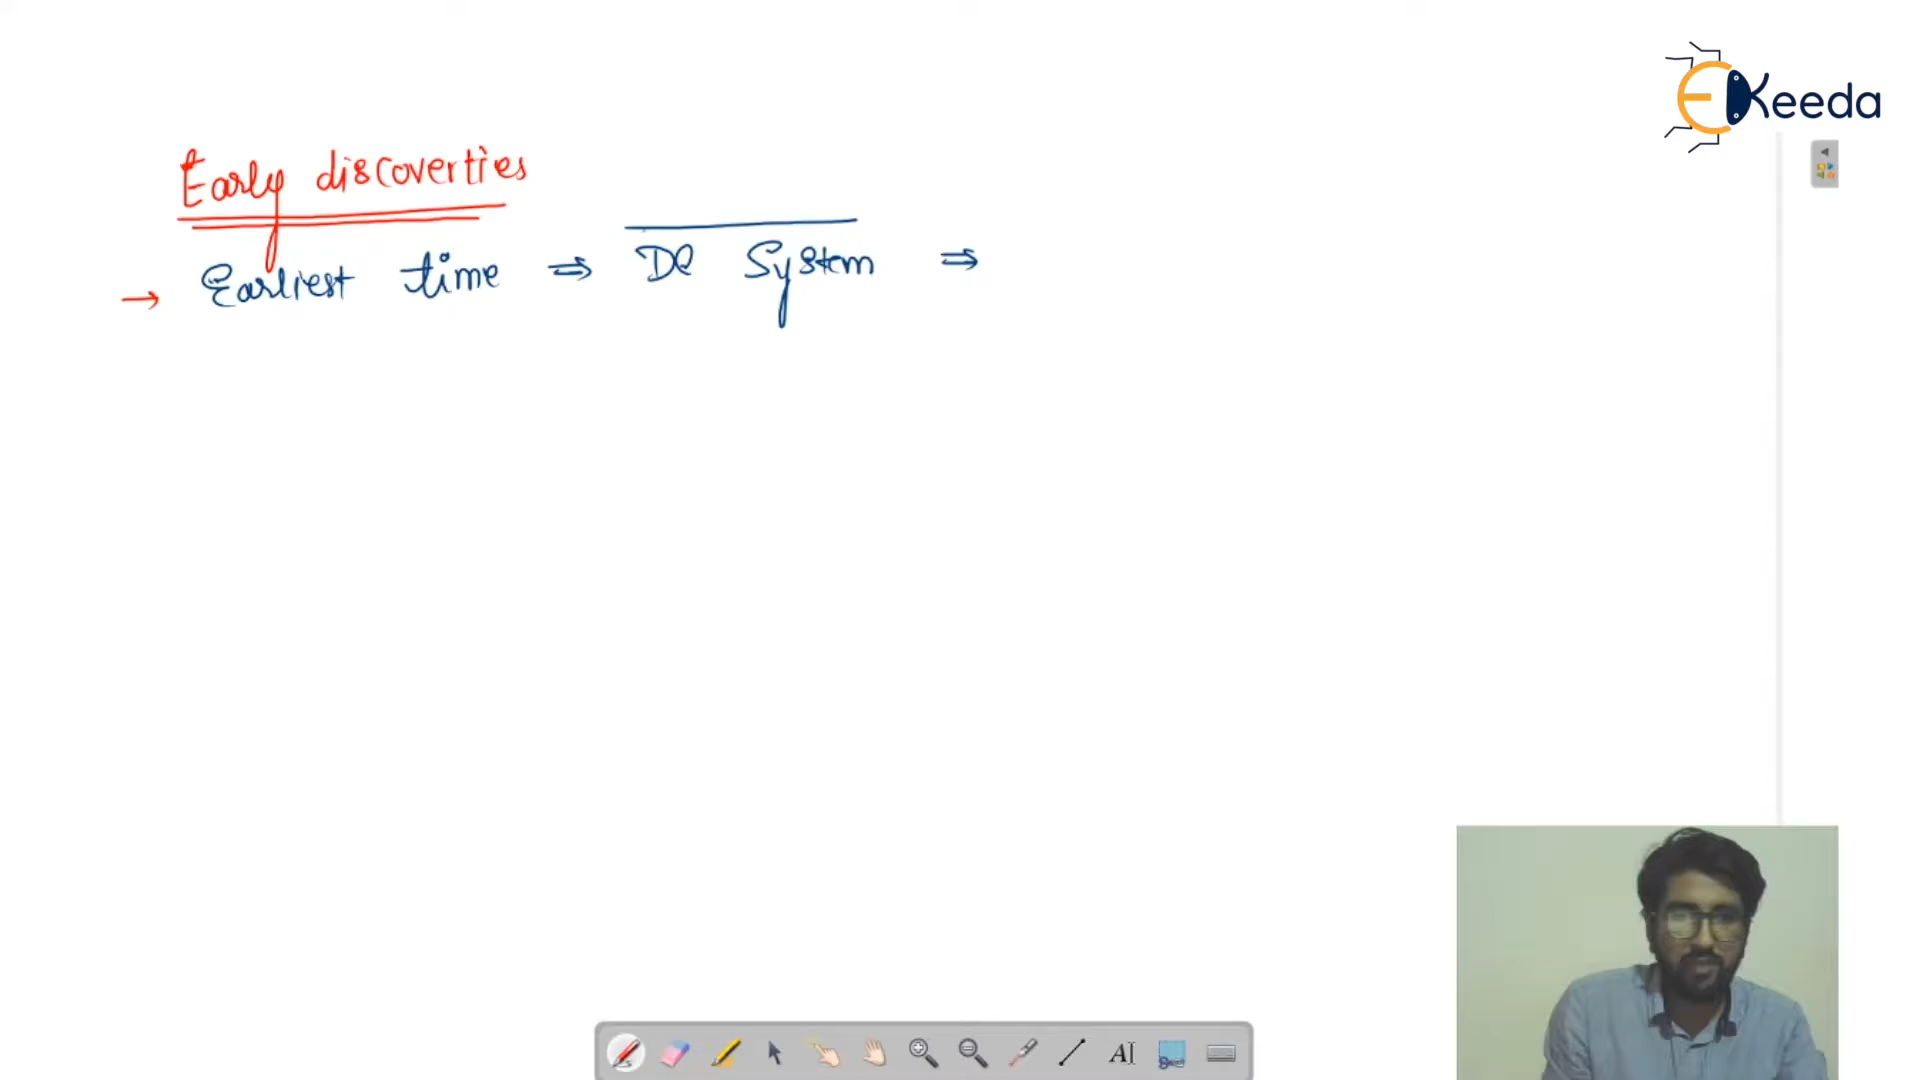 EKeeda
Early discoverties
→ Earliest time ⇒ DC System ⇒
A